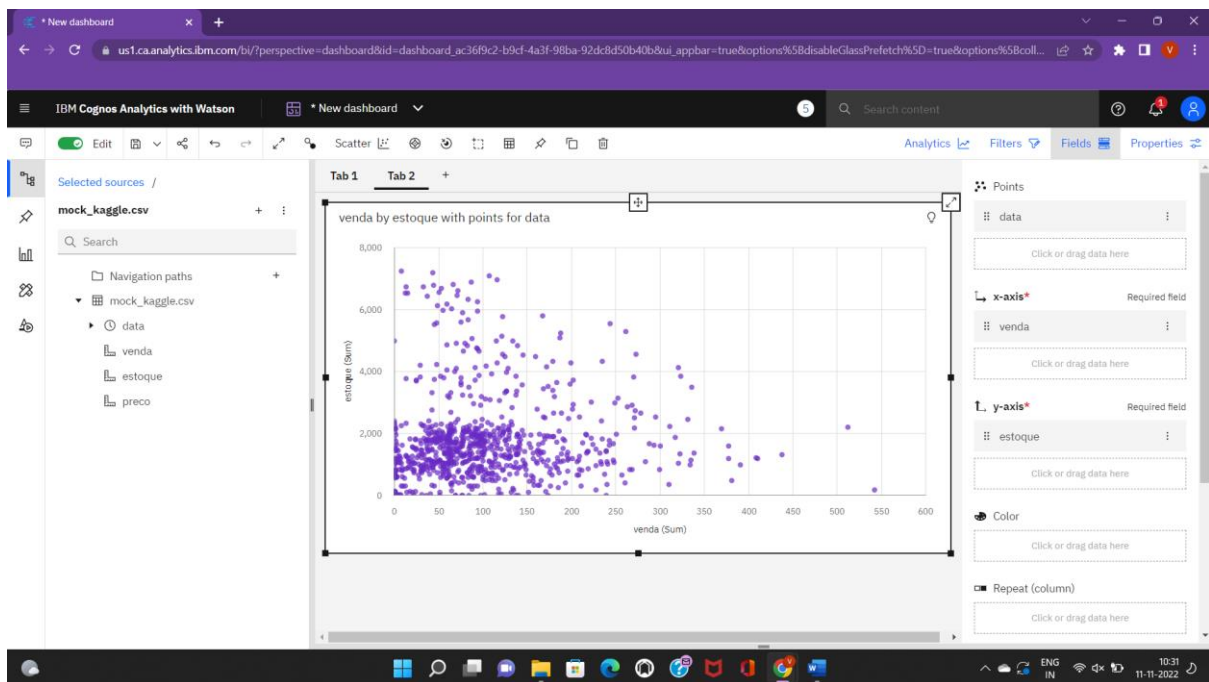 * New dashboard
us1.ca.analytics.ibm.com/bi/?perspective=dashboard&id=dashboard_ac36f9c2-b9cf-4a3f-98ba-92dc8d50b40b&ui_appbar=true&options%5BdisableGlassPrefetch%5D=true&options%5Bcoll...
V
IBM Cognos Analytics with Watson
* New dashboard
5
Search content
1
Edit
Scatter
Analytics
Filters
Fields
Properties
Selected sources /
mock_kaggle.csv
Search
Navigation paths
mock_kaggle.csv
data
venda
estoque
preco
Tab 1
Tab 2
venda by estoque with points for data
8,000
6,000
4,000
2,000
0
estoque (Sum)
0 50 100 150 200 250 300 350 400 450 500 550 600
venda (Sum)
Points
data
Click or drag data here
x-axis* Required field
venda
Click or drag data here
y-axis* Required field
estoque
Click or drag data here
Color
Click or drag data here
Repeat (column)
Click or drag data here
ENG
IN
10:31
11-11-2022